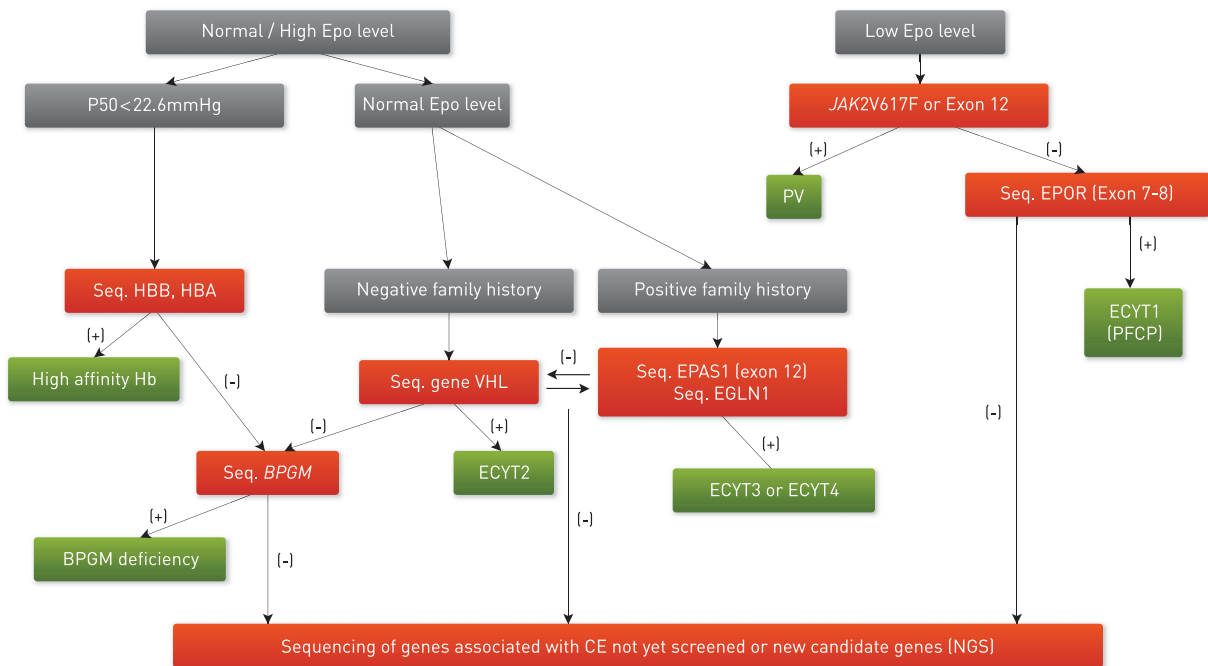 Normal / High Epo level
Low Epo level
P50<22.6mmHg
Normal Epo level
JAK2V617F or Exon 12
(+)
(-)
PV
Seq. EPOR (Exon 7-8)
(+)
Seq. HBB, HBA
Negative family history
Positive family history
ECYT1
(PFCP)
(+)
High affinity Hb
(-)
Seq. gene VHL
(-)
Seq. EPAS1 (exon 12)
Seq. EGLN1
(-)
(-)
(+)
(+)
Seq. BPGM
ECYT2
ECYT3 or ECYT4
(+)
(-)
BPGM deficiency
(-)
Sequencing of genes associated with CE not yet screened or new candidate genes (NGS)